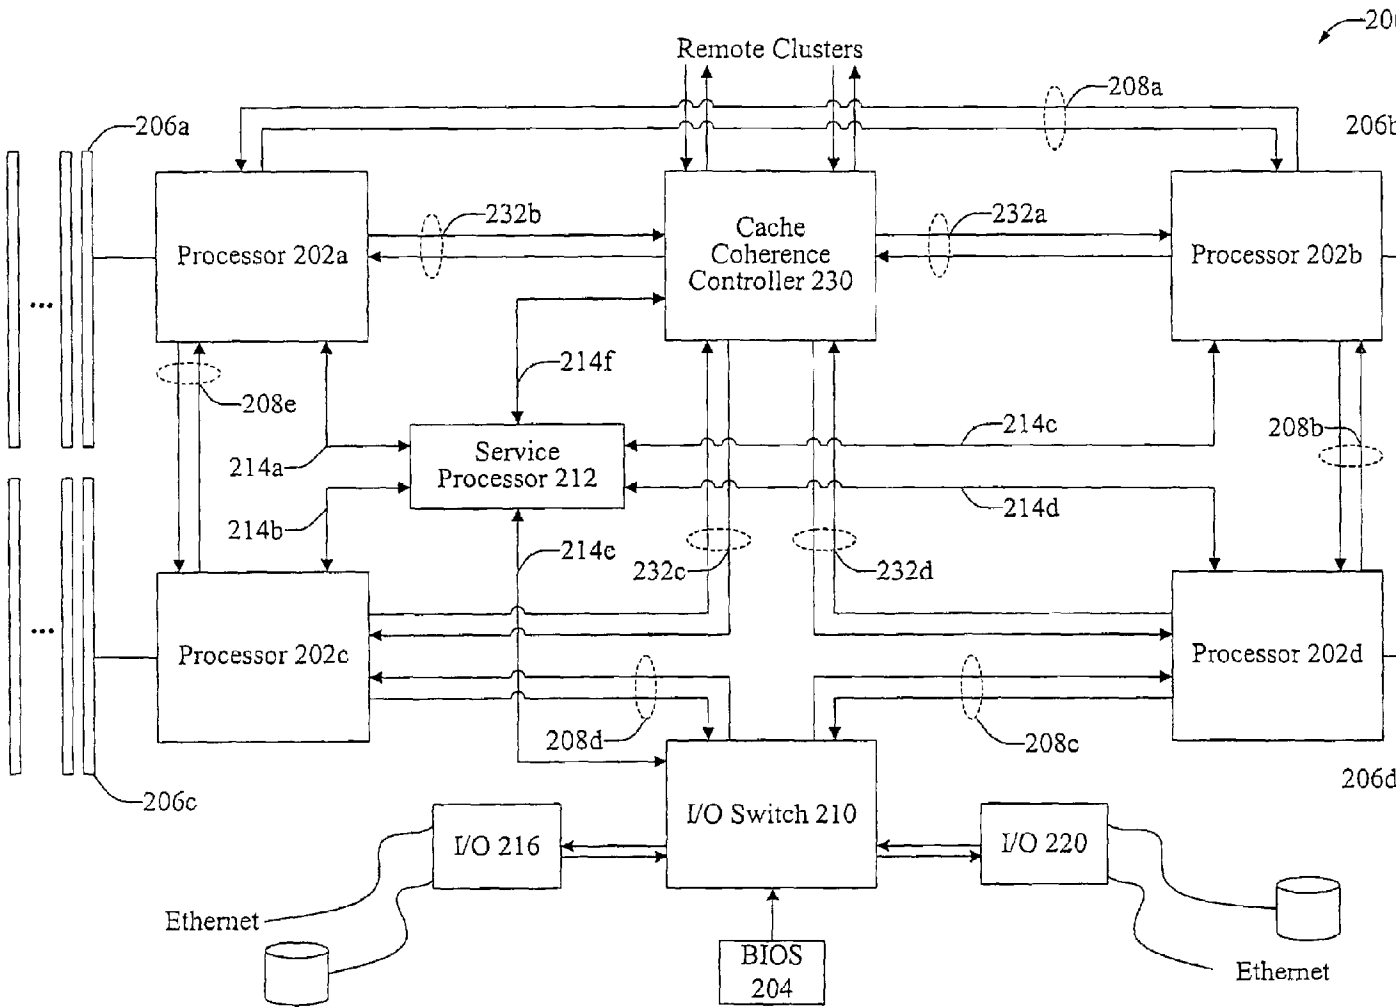 20
Remote Clusters
208a
206a
206b
232b
232a
Processor 202a
Cache
Coherence
Controller 230
Processor 202b
214f
208e
214c
208b
214a
Service
Processor 212
214b
214d
214e
232c
232d
Processor 202c
Processor 202d
208d
208c
206c
206d
I/O Switch 210
I/O 216
I/O 220
Ethernet
BIOS
204
Ethernet